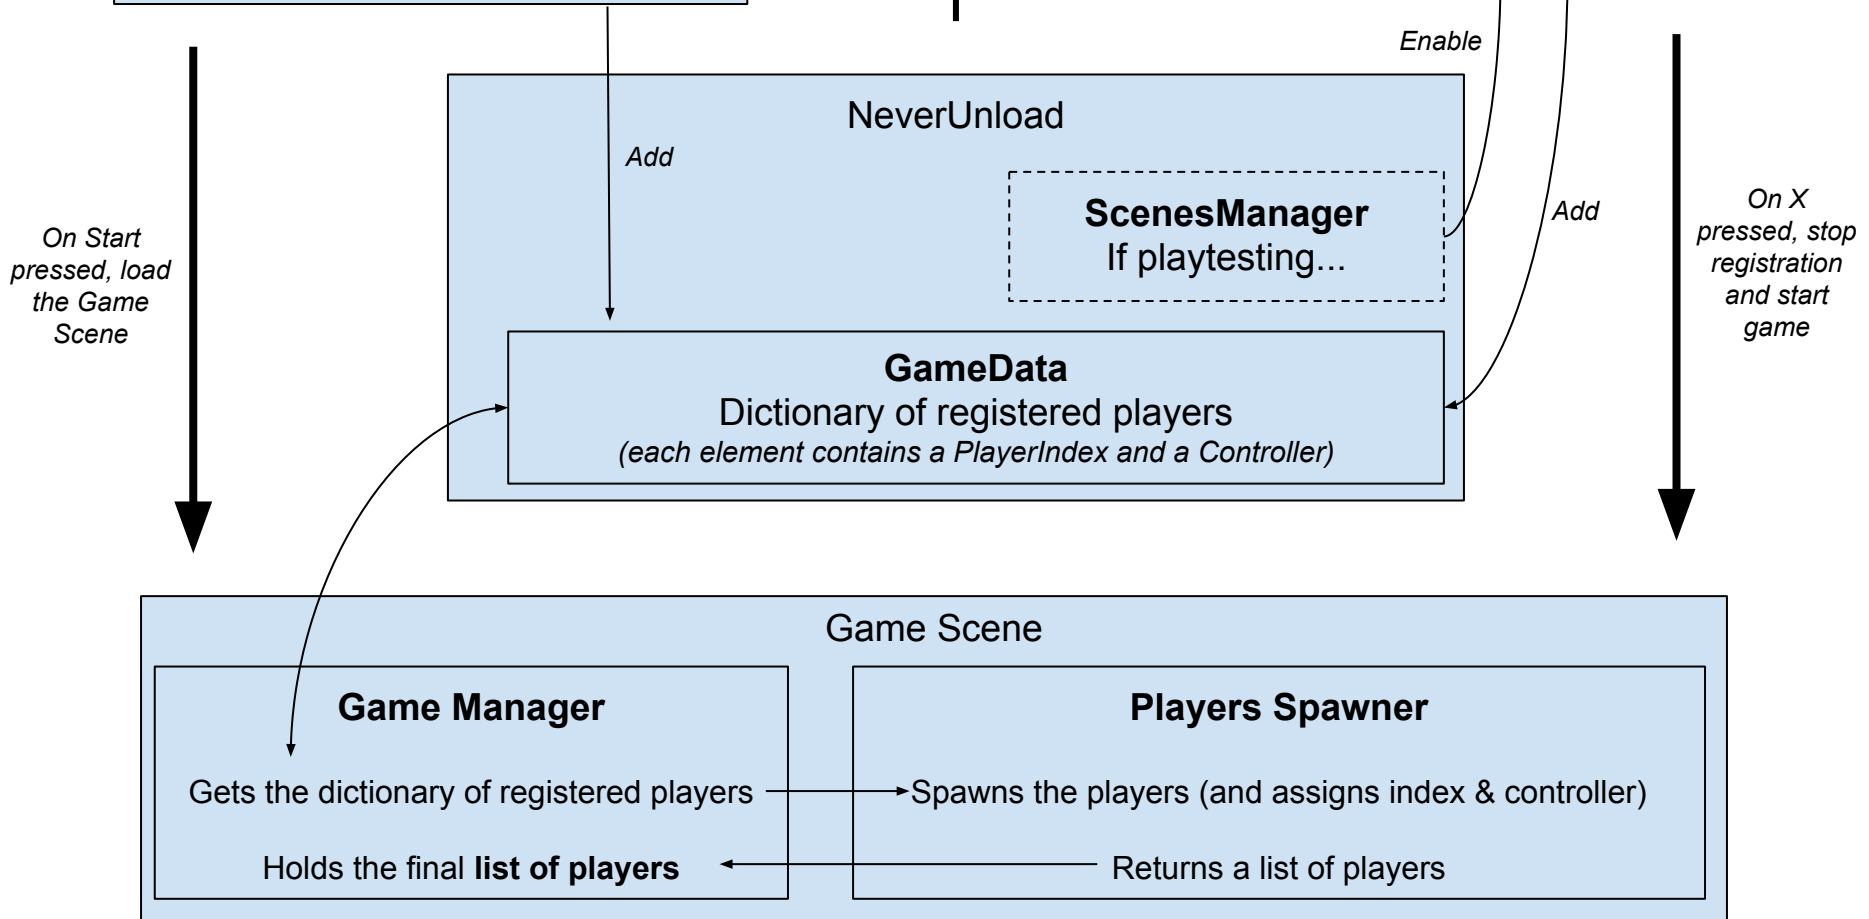 Enable
NeverUnload
Add
ScenesManager
If playtesting...
Add
On Start
pressed, load
the Game
Scene
On X
pressed, stop
registration
and start
game
GameData
Dictionary of registered players
(each element contains a PlayerIndex and a Controller)
Game Scene
Game Manager
Gets the dictionary of registered players
Holds the final list of players
Players Spawner
Spawns the players (and assigns index & controller)
Returns a list of players